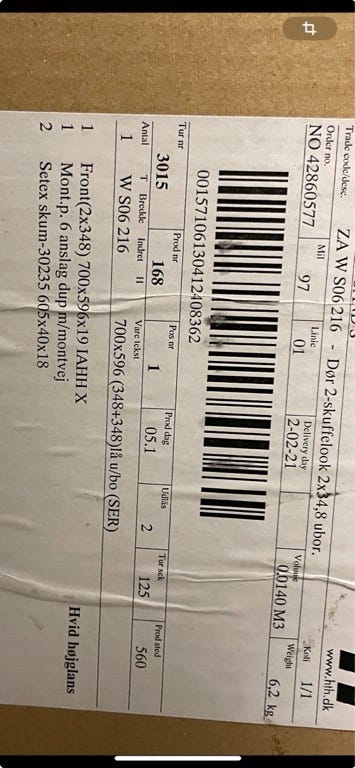 www.hth.dk
Trade code/desc.
ZA W S06 216 - Dør 2-skuffelook 2x34,8 ubor.
Order no. Mil Linie Delivery day Volume Weight Kolli
NO 42860577 97 01 2-02-21 0,0140 M3 6,2 kg 1/1
00157106130412408362
Tur nr Prod nr Pos nr Prod dag Udlås Tur sek Prod sted
3015 168 1 05.1 2 125 560
Antal T Bredde Indret H Vare tekst
1 W S06 216 700x596 (348+348)lå u/bo (SER)
Hvid højglans
1 Front(2x348) 700x596x19 IAHH X
1 Mont.p. 6 anslag dup m/montvej
2 Setex skum-30235 605x40x18